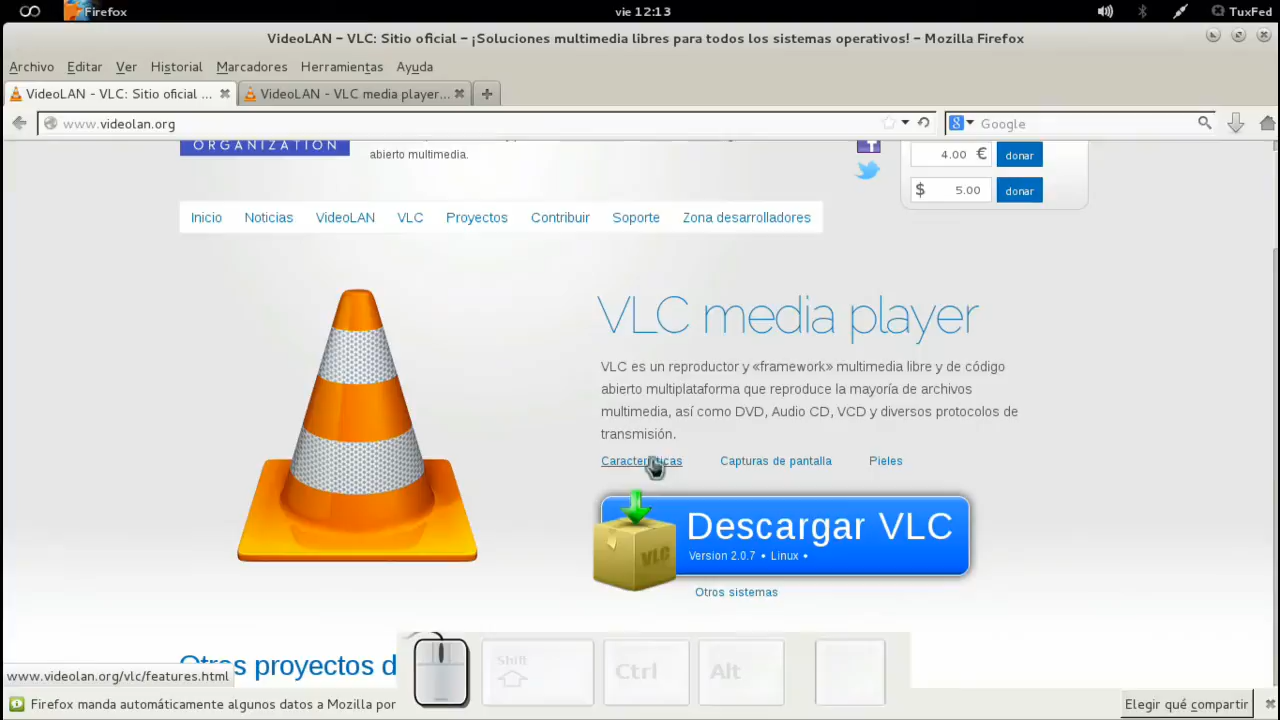 Firefox
vie 12:13
TuxFed
VideoLAN – VLC: Sitio oficial – ¡Soluciones multimedia libres para todos los sistemas operativos! – Mozilla Firefox
Archivo Editar Ver Historial Marcadores Herramientas Ayuda
VideoLAN - VLC: Sitio oficial ...
VideoLAN - VLC media player...
www.videolan.org
Google
ORGANIZATION
abierto multimedia.
4.00 € donar
$ 5.00 donar
Inicio Noticias VideoLAN VLC Proyectos Contribuir Soporte Zona desarrolladores
VLC media player
VLC es un reproductor y «framework» multimedia libre y de código
abierto multiplataforma que reproduce la mayoría de archivos
multimedia, así como DVD, Audio CD, VCD y diversos protocolos de
transmisión.
Características Capturas de pantalla Pieles
Descargar VLC
VLC
Version 2.0.7 • Linux •
Otros sistemas
Otros proyectos d
Shift
Ctrl
Alt
www.videolan.org/vlc/features.html
Firefox manda automáticamente algunos datos a Mozilla por
Elegir qué compartir